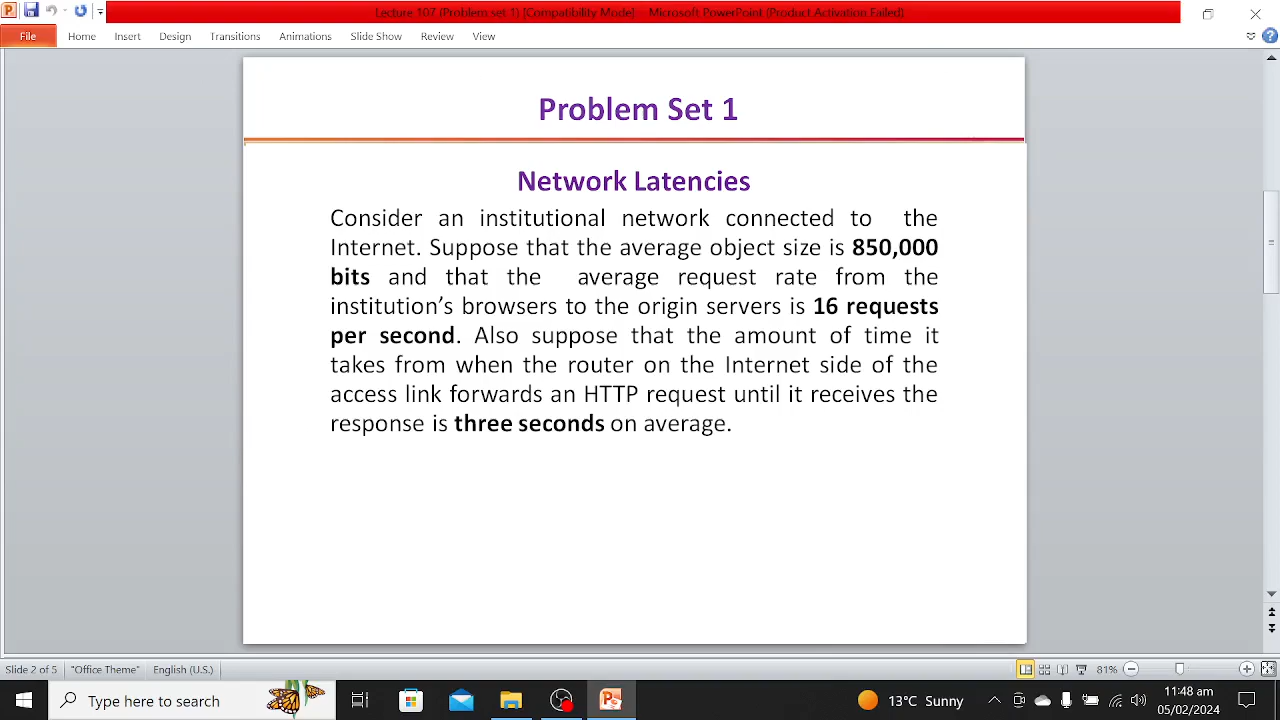 Lecture 107 (Problem set 1) [Compatibility Mode] - Microsoft PowerPoint (Product Activation Failed)
File Home Insert Design Transitions Animations Slide Show Review View
Problem Set 1
Network Latencies
Consider an institutional network connected to the
Internet. Suppose that the average object size is 850,000
bits and that the average request rate from the
institution’s browsers to the origin servers is 16 requests
per second. Also suppose that the amount of time it
takes from when the router on the Internet side of the
access link forwards an HTTP request until it receives the
response is three seconds on average.
Slide 2 of 5 "Office Theme" English (U.S.) 81%
Type here to search 13°C Sunny 11:48 am
05/02/2024